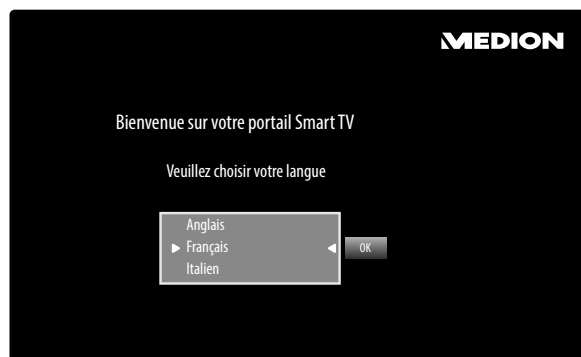 MEDION
Bienvenue sur votre portail Smart TV
Veuillez choisir votre langue
Anglais
Français
OK
Italien